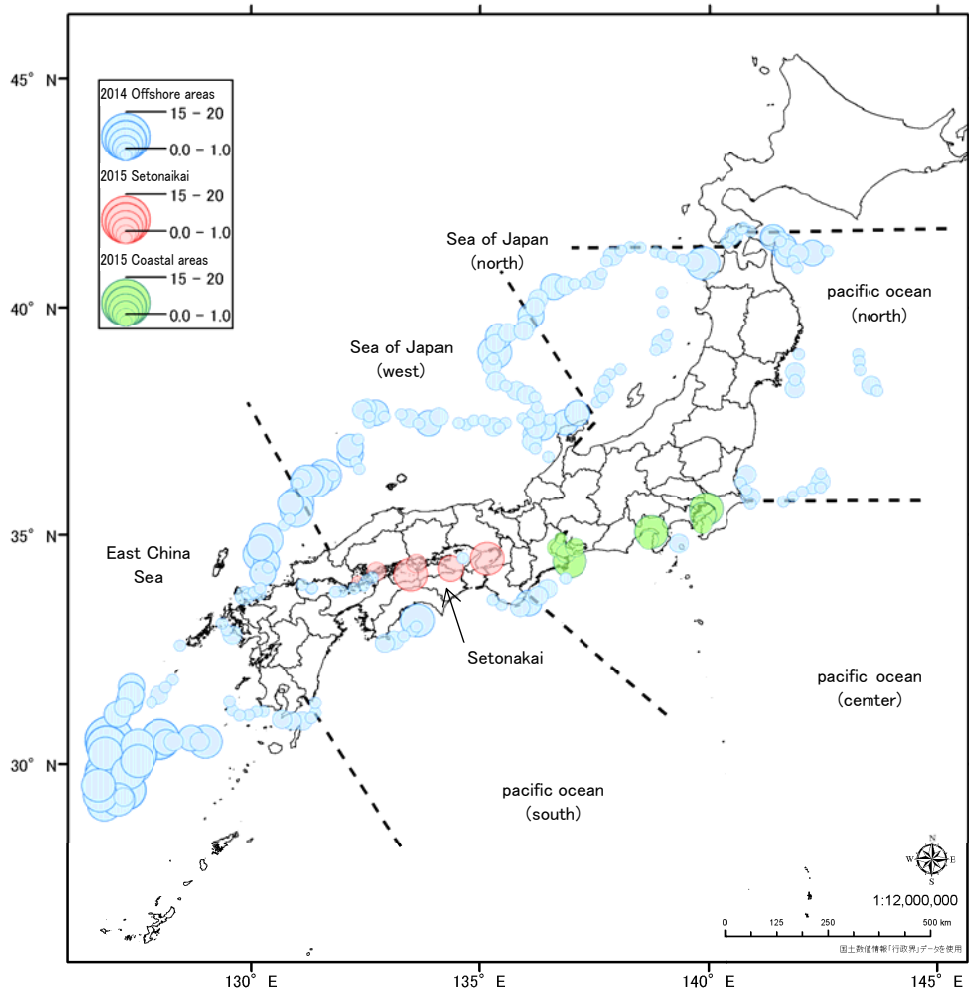 45° N
40° N
35° N
30° N
130° E
135° E
140° E
145° E
2014 Offshore areas
15 - 20
0.0 - 1.0
2015 Setonaikai
15 - 20
0.0 - 1.0
2015 Coastal areas
15 - 20
0.0 - 1.0
Sea of Japan
(north)
pacific ocean
(north)
Sea of Japan
(west)
East China
Sea
Setonakai
pacific ocean
(center)
pacific ocean
(south)
N
W
E
S
1:12,000,000
0 125 250 500 km
国土数値情報「行政界」データを使用